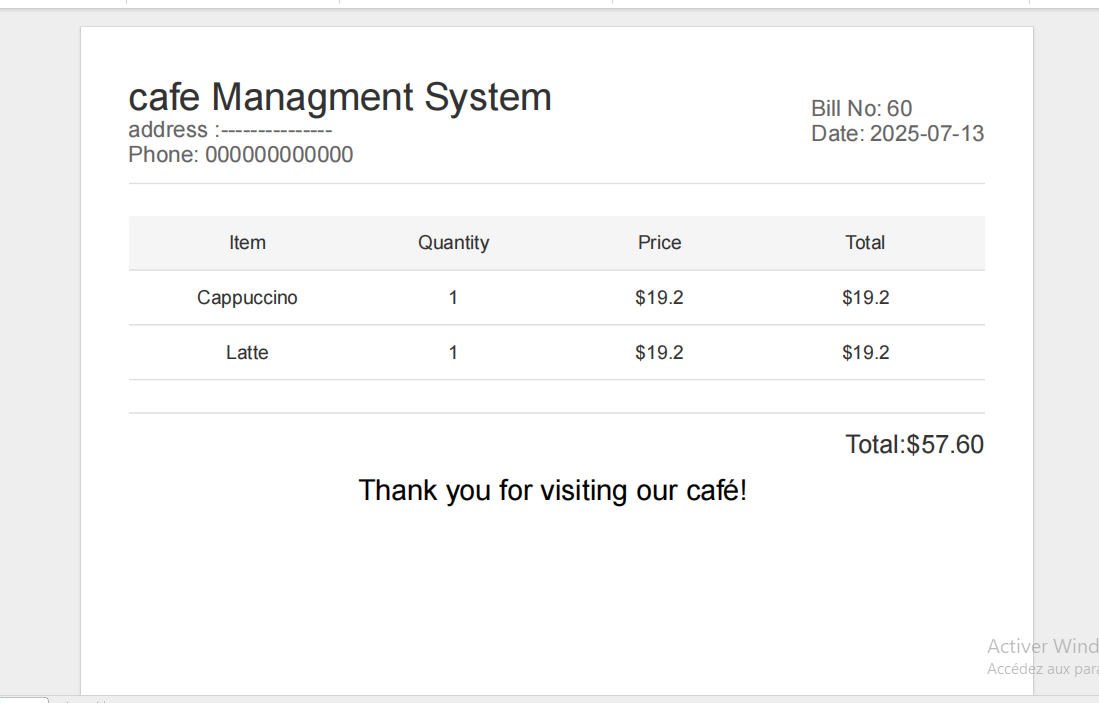 cafe Managment System
address :---------------
Phone: 000000000000
Bill No: 60
Date: 2025-07-13
Item Quantity Price Total
Cappuccino 1 $19.2 $19.2
Latte 1 $19.2 $19.2
Total:$57.60
Thank you for visiting our café!
Activer Wind
Accédez aux para